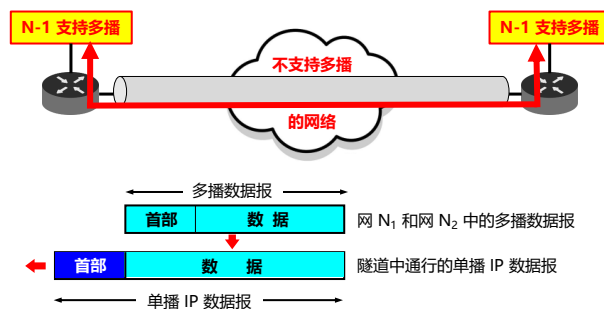 N-1 支持多播
N-1 支持多播
不支持多播
的网络
多播数据报
首部 数 据
网 N₁ 和网 N₂ 中的多播数据报
首部 数 据
隧道中通行的单播 IP 数据报
单播 IP 数据报